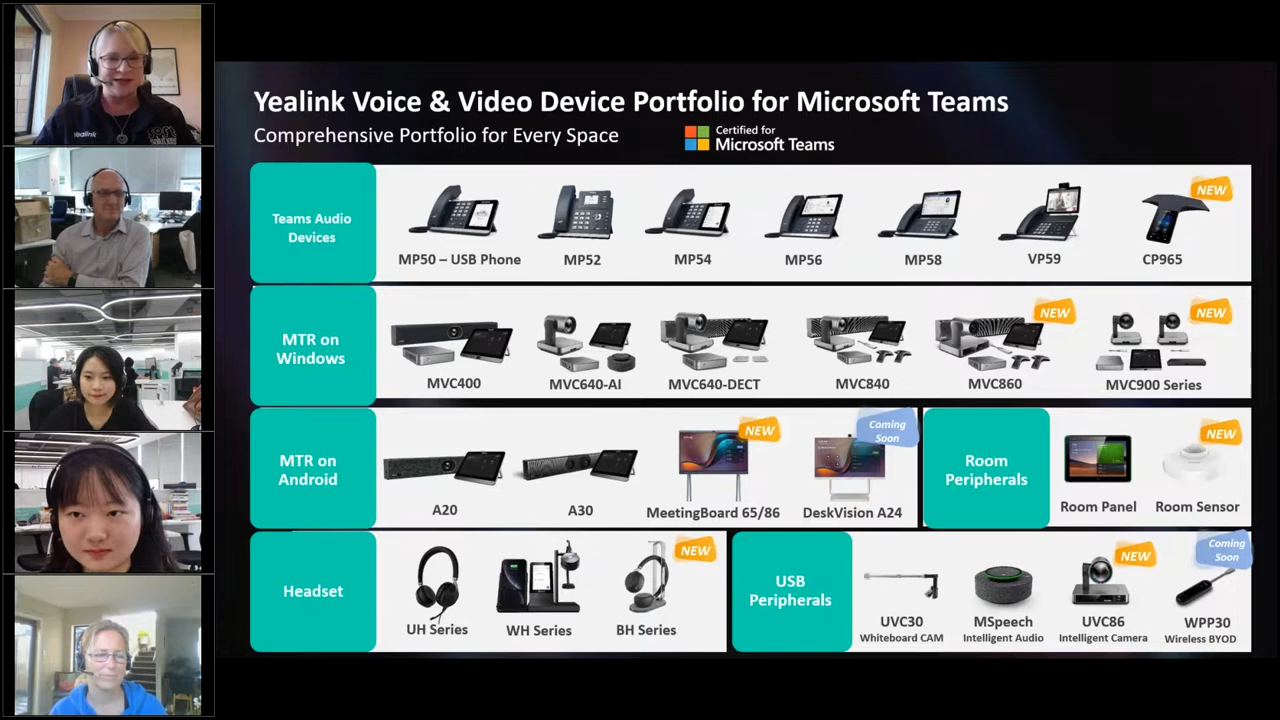 Yealink Voice & Video Device Portfolio for Microsoft Teams
Comprehensive Portfolio for Every Space
Certified for
Microsoft Teams
Teams Audio
Devices
NEW
MP50 – USB Phone
MP52
MP54
MP56
MP58
VP59
CP965
MTR on
Windows
NEW
NEW
MVC400
MVC640-AI
MVC640-DECT
MVC840
MVC860
MVC900 Series
MTR on
Android
NEW
Coming
Soon
A20
A30
MeetingBoard 65/86
DeskVision A24
Room
Peripherals
NEW
Room Panel
Room Sensor
Headset
NEW
UH Series
WH Series
BH Series
USB
Peripherals
NEW
Coming
Soon
UVC30
Whiteboard CAM
MSpeech
Intelligent Audio
UVC86
Intelligent Camera
WPP30
Wireless BYOD
Yealink